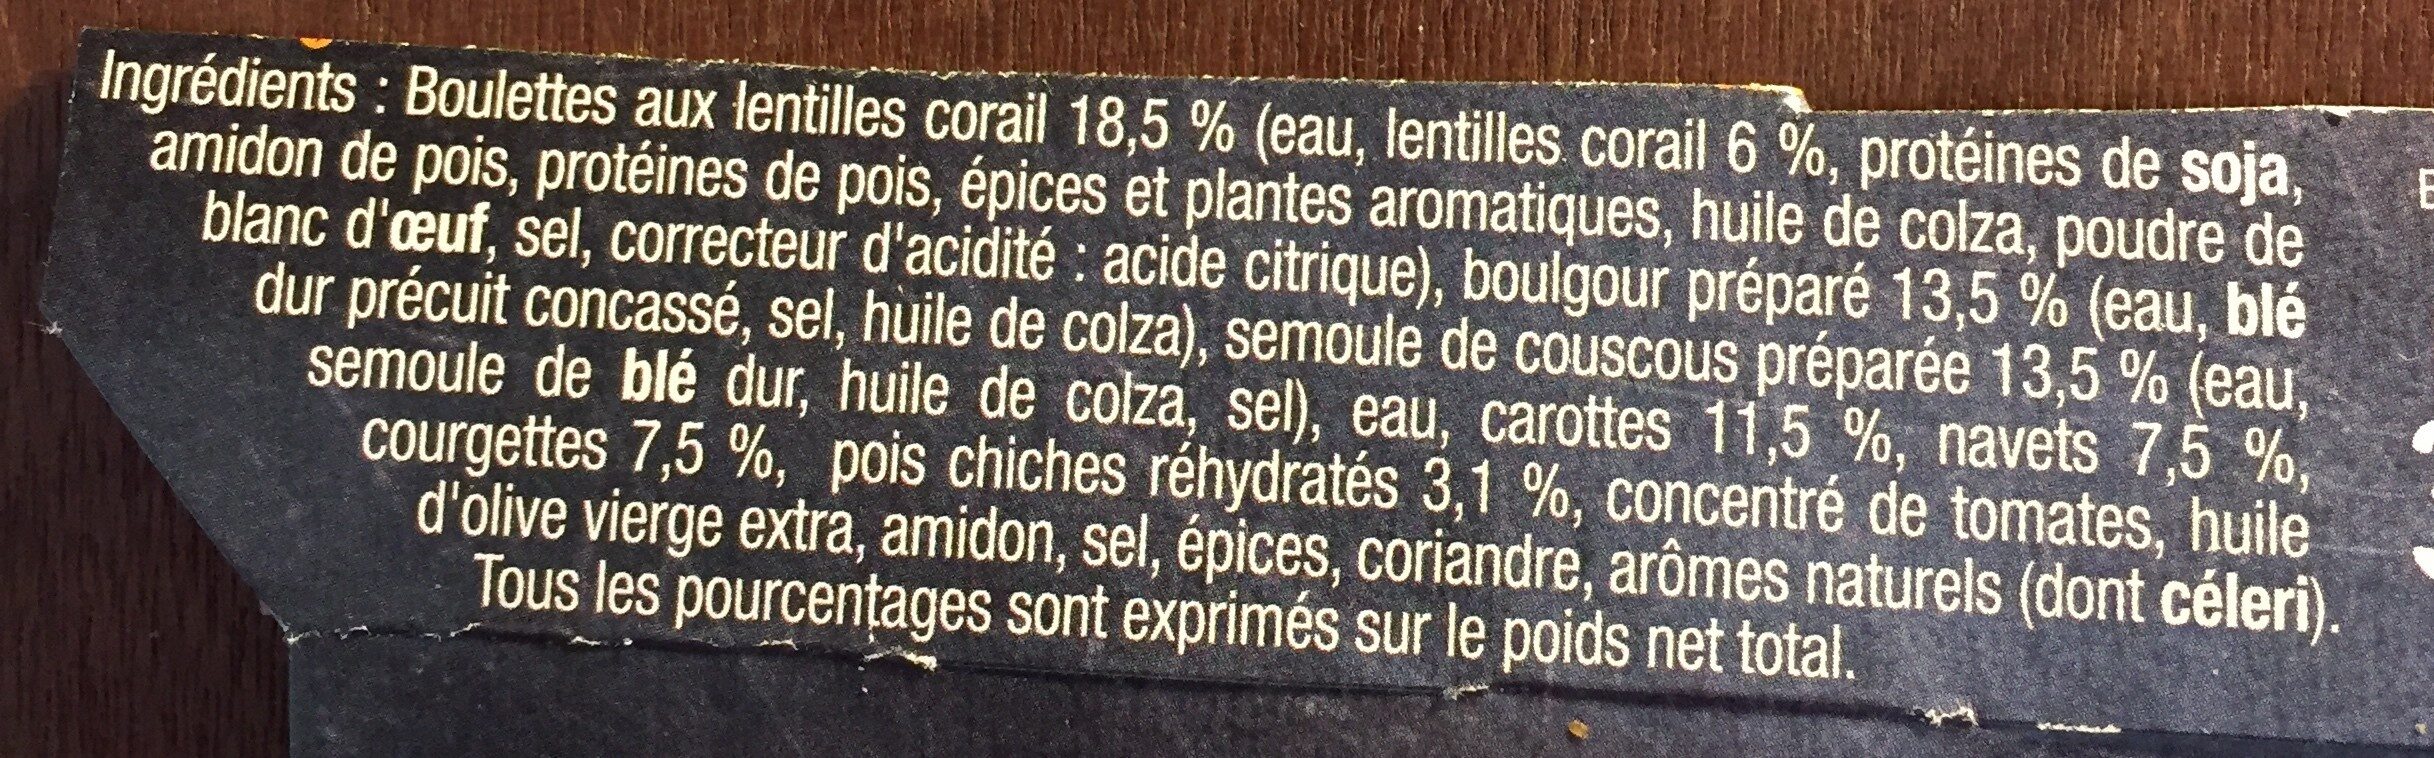 Ingrédients : Boulettes aux lentilles corail 18,5 % (eau, lentilles corail 6 %, protéines de soja,
amidon de pois, protéines de pois, épices et plantes aromatiques, huile de colza, poudre de
blanc d'œuf, sel, correcteur d'acidité : acide citrique), boulgour préparé 13,5 % (eau, blé
dur précuit concassé, sel, huile de colza), semoule de couscous préparée 13,5 % (eau,
semoule de blé dur, huile de colza, sel), eau, carottes 11,5 %, navets 7,5 %,
courgettes 7,5 %, pois chiches réhydratés 3,1 %, concentré de tomates, huile
d'olive vierge extra, amidon, sel, épices, coriandre, arômes naturels (dont céleri).
Tous les pourcentages sont exprimés sur le poids net total.